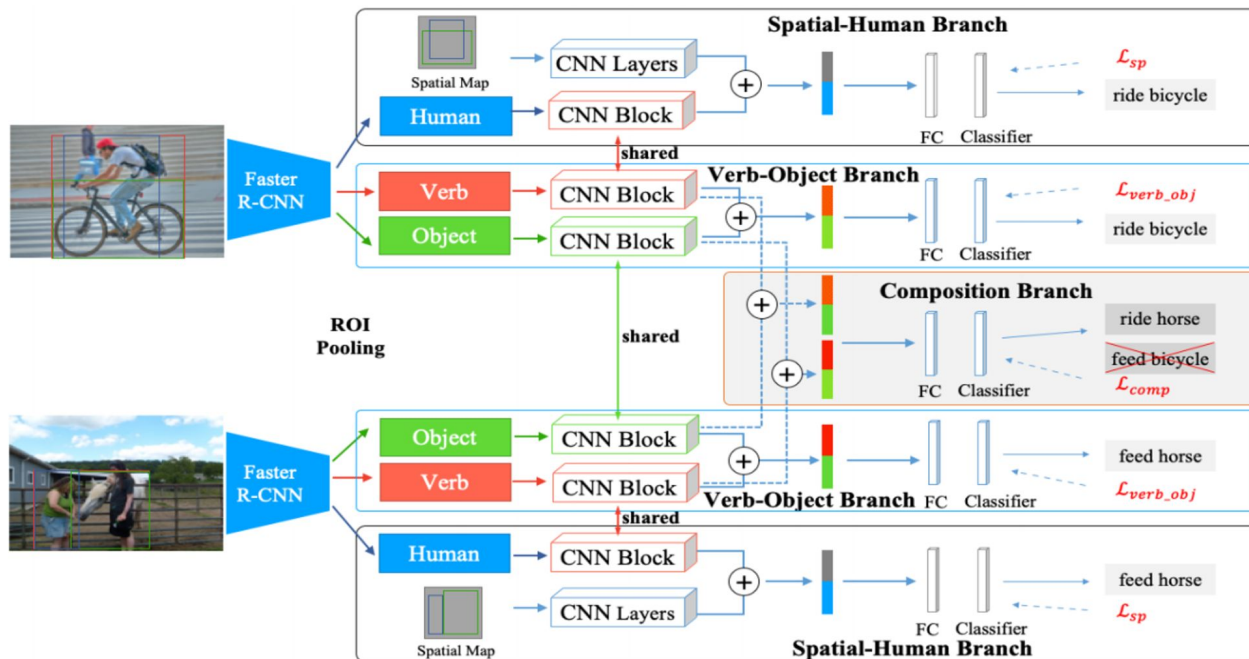 Spatial-Human Branch
Spatial Map
CNN Layers
Human
CNN Block
FC
Classifier
ℒsp
ride bicycle
shared
Faster
R-CNN
Verb-Object Branch
Verb
CNN Block
Object
CNN Block
FC
Classifier
ℒverb_obj
ride bicycle
ROI
Pooling
shared
Composition Branch
FC
Classifier
ride horse
feed bicycle
ℒcomp
Faster
R-CNN
Object
CNN Block
Verb
CNN Block
Verb-Object Branch
FC
Classifier
feed horse
ℒverb_obj
shared
Human
CNN Block
CNN Layers
Spatial Map
FC
Classifier
feed horse
ℒsp
Spatial-Human Branch